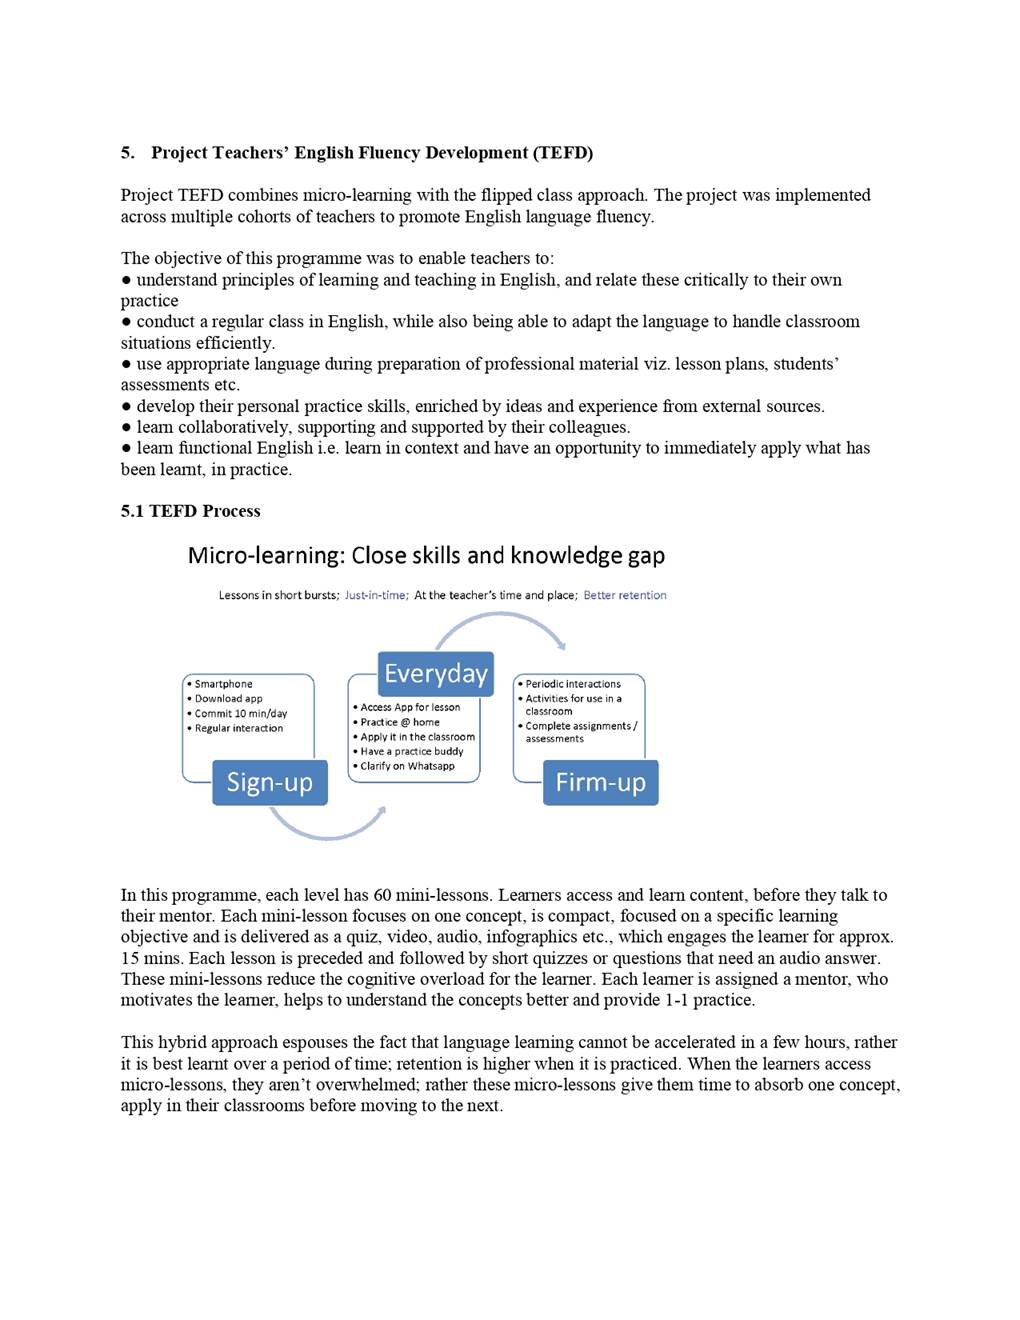 5. Project Teachers’ English Fluency Development (TEFD)
Project TEFD combines micro-learning with the flipped class approach. The project was implemented
across multiple cohorts of teachers to promote English language fluency.
The objective of this programme was to enable teachers to:
● understand principles of learning and teaching in English, and relate these critically to their own
practice
● conduct a regular class in English, while also being able to adapt the language to handle classroom
situations efficiently.
● use appropriate language during preparation of professional material viz. lesson plans, students’
assessments etc.
● develop their personal practice skills, enriched by ideas and experience from external sources.
● learn collaboratively, supporting and supported by their colleagues.
● learn functional English i.e. learn in context and have an opportunity to immediately apply what has
been learnt, in practice.
5.1 TEFD Process
Micro-learning: Close skills and knowledge gap
Lessons in short bursts; Just-in-time; At the teacher’s time and place; Better retention
• Smartphone
• Download app
• Commit 10 min/day
• Regular interaction
Sign-up
Everyday
• Access App for lesson
• Practice @ home
• Apply it in the classroom
• Have a practice buddy
• Clarify on Whatsapp
• Periodic interactions
• Activities for use in a
classroom
• Complete assignments /
assessments
Firm-up
In this programme, each level has 60 mini-lessons. Learners access and learn content, before they talk to
their mentor. Each mini-lesson focuses on one concept, is compact, focused on a specific learning
objective and is delivered as a quiz, video, audio, infographics etc., which engages the learner for approx.
15 mins. Each lesson is preceded and followed by short quizzes or questions that need an audio answer.
These mini-lessons reduce the cognitive overload for the learner. Each learner is assigned a mentor, who
motivates the learner, helps to understand the concepts better and provide 1-1 practice.
This hybrid approach espouses the fact that language learning cannot be accelerated in a few hours, rather
it is best learnt over a period of time; retention is higher when it is practiced. When the learners access
micro-lessons, they aren’t overwhelmed; rather these micro-lessons give them time to absorb one concept,
apply in their classrooms before moving to the next.